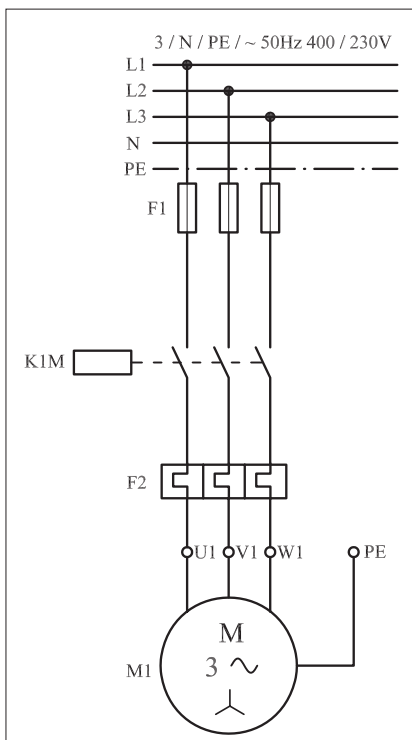 3 / N / PE / ~ 50Hz 400 / 230V
L1
L2
L3
N
PE
F1
K1M
F2
U1 V1 W1 PE
M
M1 3 ~